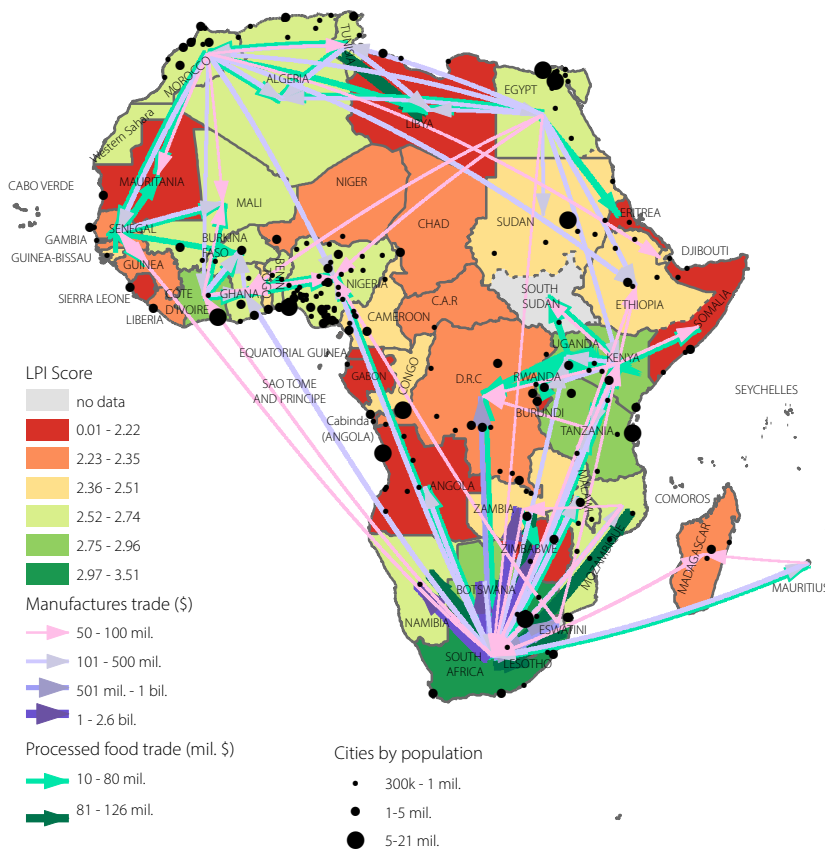 TUNISIA
MOROCCO
ALGERIA
EGYPT
LIBYA
Western Sahara
CABO VERDE
MAURITANIA
NIGER
MALI
CHAD
SUDAN
ERITREA
SENEGAL
GAMBIA
BURKINA
FASO
DJIBOUTI
GUINEA-BISSAU
GUINEA
BENIN
TOGO
NIGERIA
SOUTH
SUDAN
ETHIOPIA
SIERRA LEONE
CÔTE
D'IVOIRE
GHANA
C.A.R
SOMALIA
LIBERIA
CAMEROON
UGANDA
KENYA
EQUATORIAL GUINEA
GABON
CONGO
D.R.C
RWANDA
SAO TOME
AND PRINCIPE
BURUNDI
SEYCHELLES
Cabinda
(ANGOLA)
TANZANIA
ANGOLA
MALAWI
COMOROS
ZAMBIA
ZIMBABWE
MOZAMBIQUE
MADAGASCAR
BOTSWANA
MAURITIUS
NAMIBIA
ESWATINI
SOUTH
AFRICA
LESOTHO
LPI Score
no data
0.01 - 2.22
2.23 - 2.35
2.36 - 2.51
2.52 - 2.74
2.75 - 2.96
2.97 - 3.51
Manufactures trade ($)
50 - 100 mil.
101 - 500 mil.
501 mil. - 1 bil.
1 - 2.6 bil.
Processed food trade (mil. $)
10 - 80 mil.
81 - 126 mil.
Cities by population
300k - 1 mil.
1-5 mil.
5-21 mil.